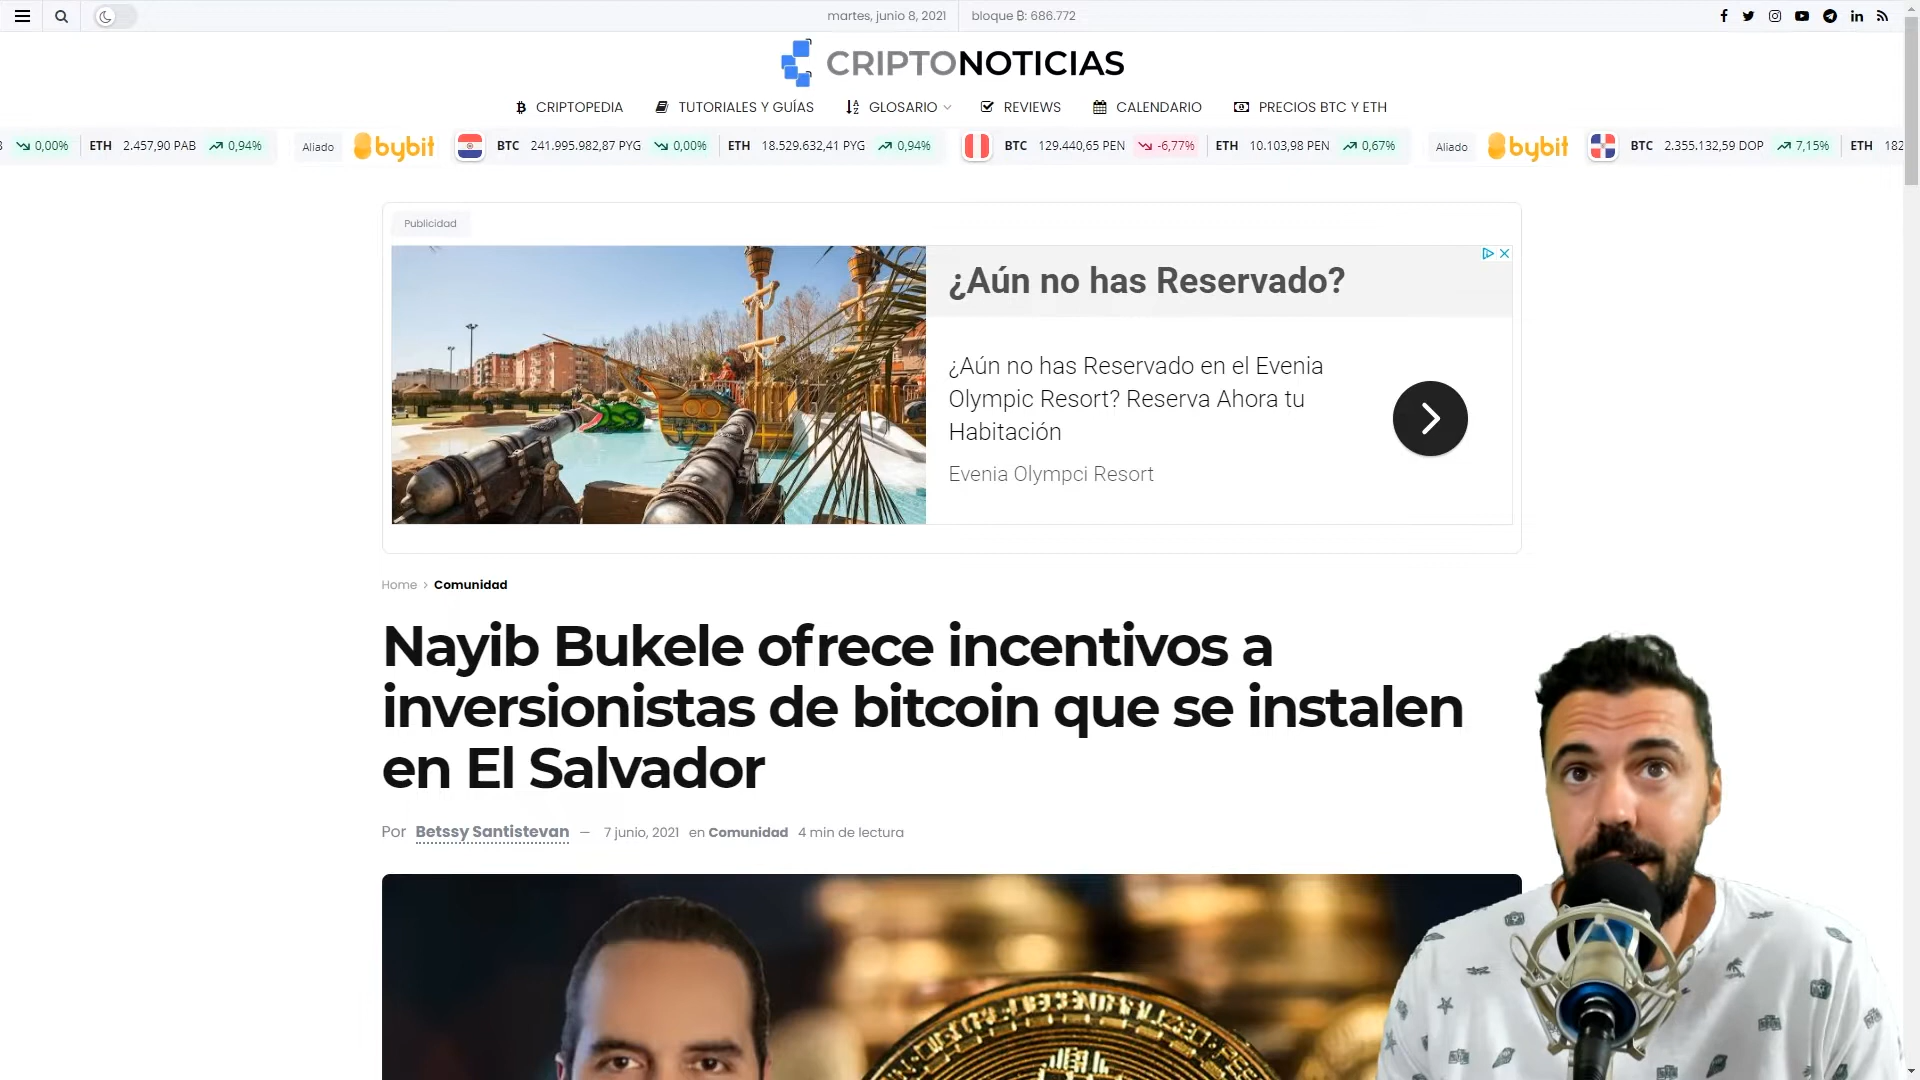 martes, junio 8, 2021
bloque ₿: 686.772
CRIPTONOTICIAS
CRIPTOPEDIA
TUTORIALES Y GUÍAS
GLOSARIO
REVIEWS
CALENDARIO
PRECIOS BTC Y ETH
0,00% ETH 2.457,90 PAB 0,94% Aliado bybit BTC 241.995.982,87 PYG 0,00% ETH 18.529.632,41 PYG 0,94% BTC 129.440,65 PEN -6,77% ETH 10.103,98 PEN 0,67% Aliado bybit BTC 2.355.132,59 DOP 7,15% ETH 182
Publicidad
¿Aún no has Reservado?
¿Aún no has Reservado en el Evenia
Olympic Resort? Reserva Ahora tu
Habitación
Evenia Olympci Resort
Home > Comunidad
Nayib Bukele ofrece incentivos a
inversionistas de bitcoin que se instalen
en El Salvador
Por Betssy Santistevan — 7 junio, 2021 en Comunidad 4 min de lectura